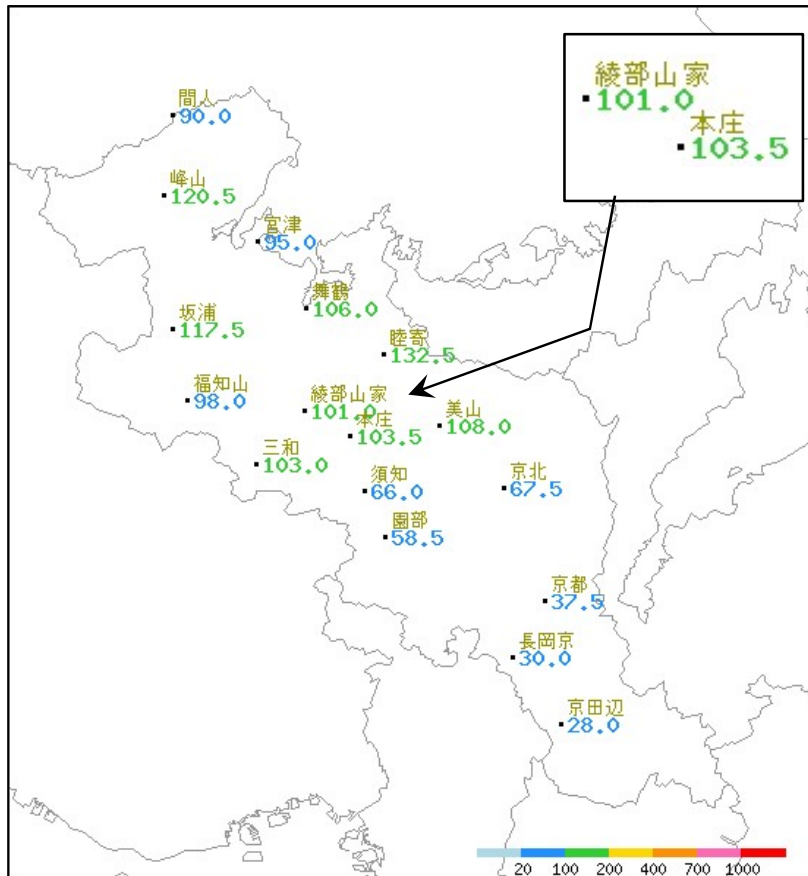 綾部山家
101.0
本庄
103.5
間人
90.0
峰山
120.5
宮津
95.0
舞鶴
106.0
坂浦
117.5
睦寄
132.5
福知山
98.0
綾部山家
101.0
本庄
103.5
美山
108.0
三和
103.0
須知
66.0
京北
67.5
園部
58.5
京都
37.5
長岡京
30.0
京田辺
28.0
20 100 200 400 700 1000